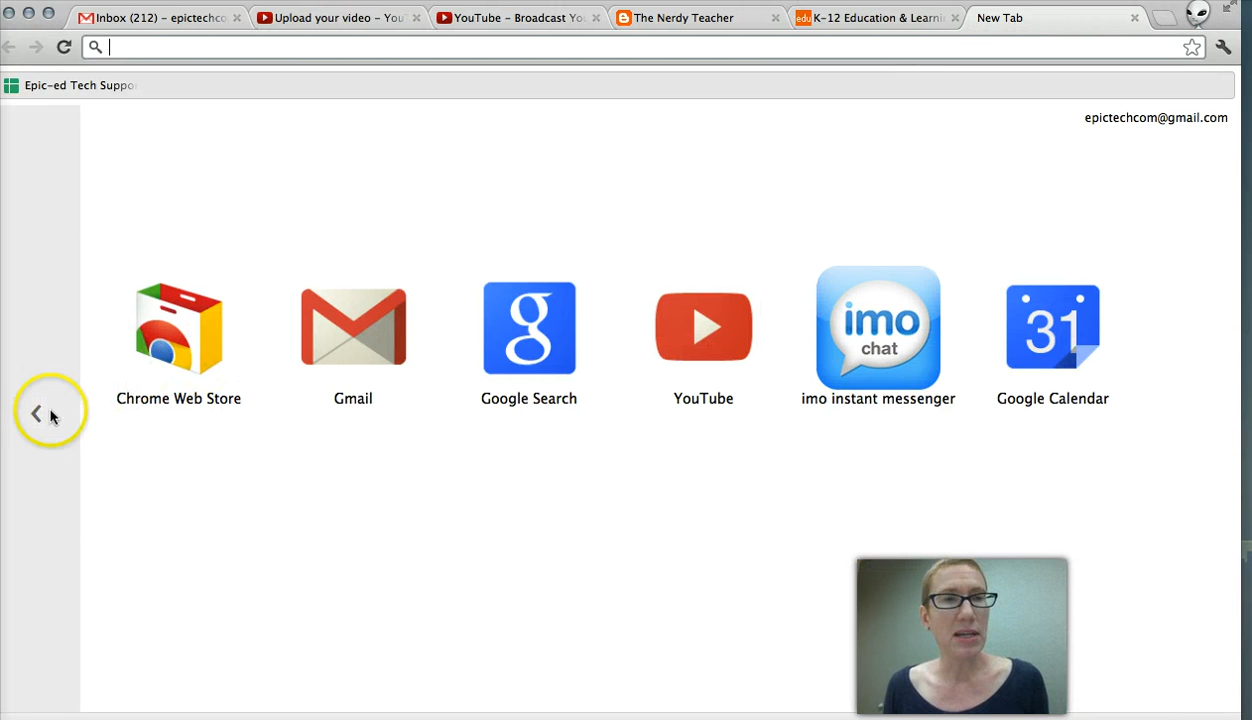 Inbox (212) – epictechco
Upload your video – You
YouTube – Broadcast You
The Nerdy Teacher
K–12 Education & Learni
New Tab
Epic-ed Tech Suppo
epictechcom@gmail.com
imo
chat
31
g
Chrome Web Store
Gmail
Google Search
YouTube
imo instant messenger
Google Calendar
edu